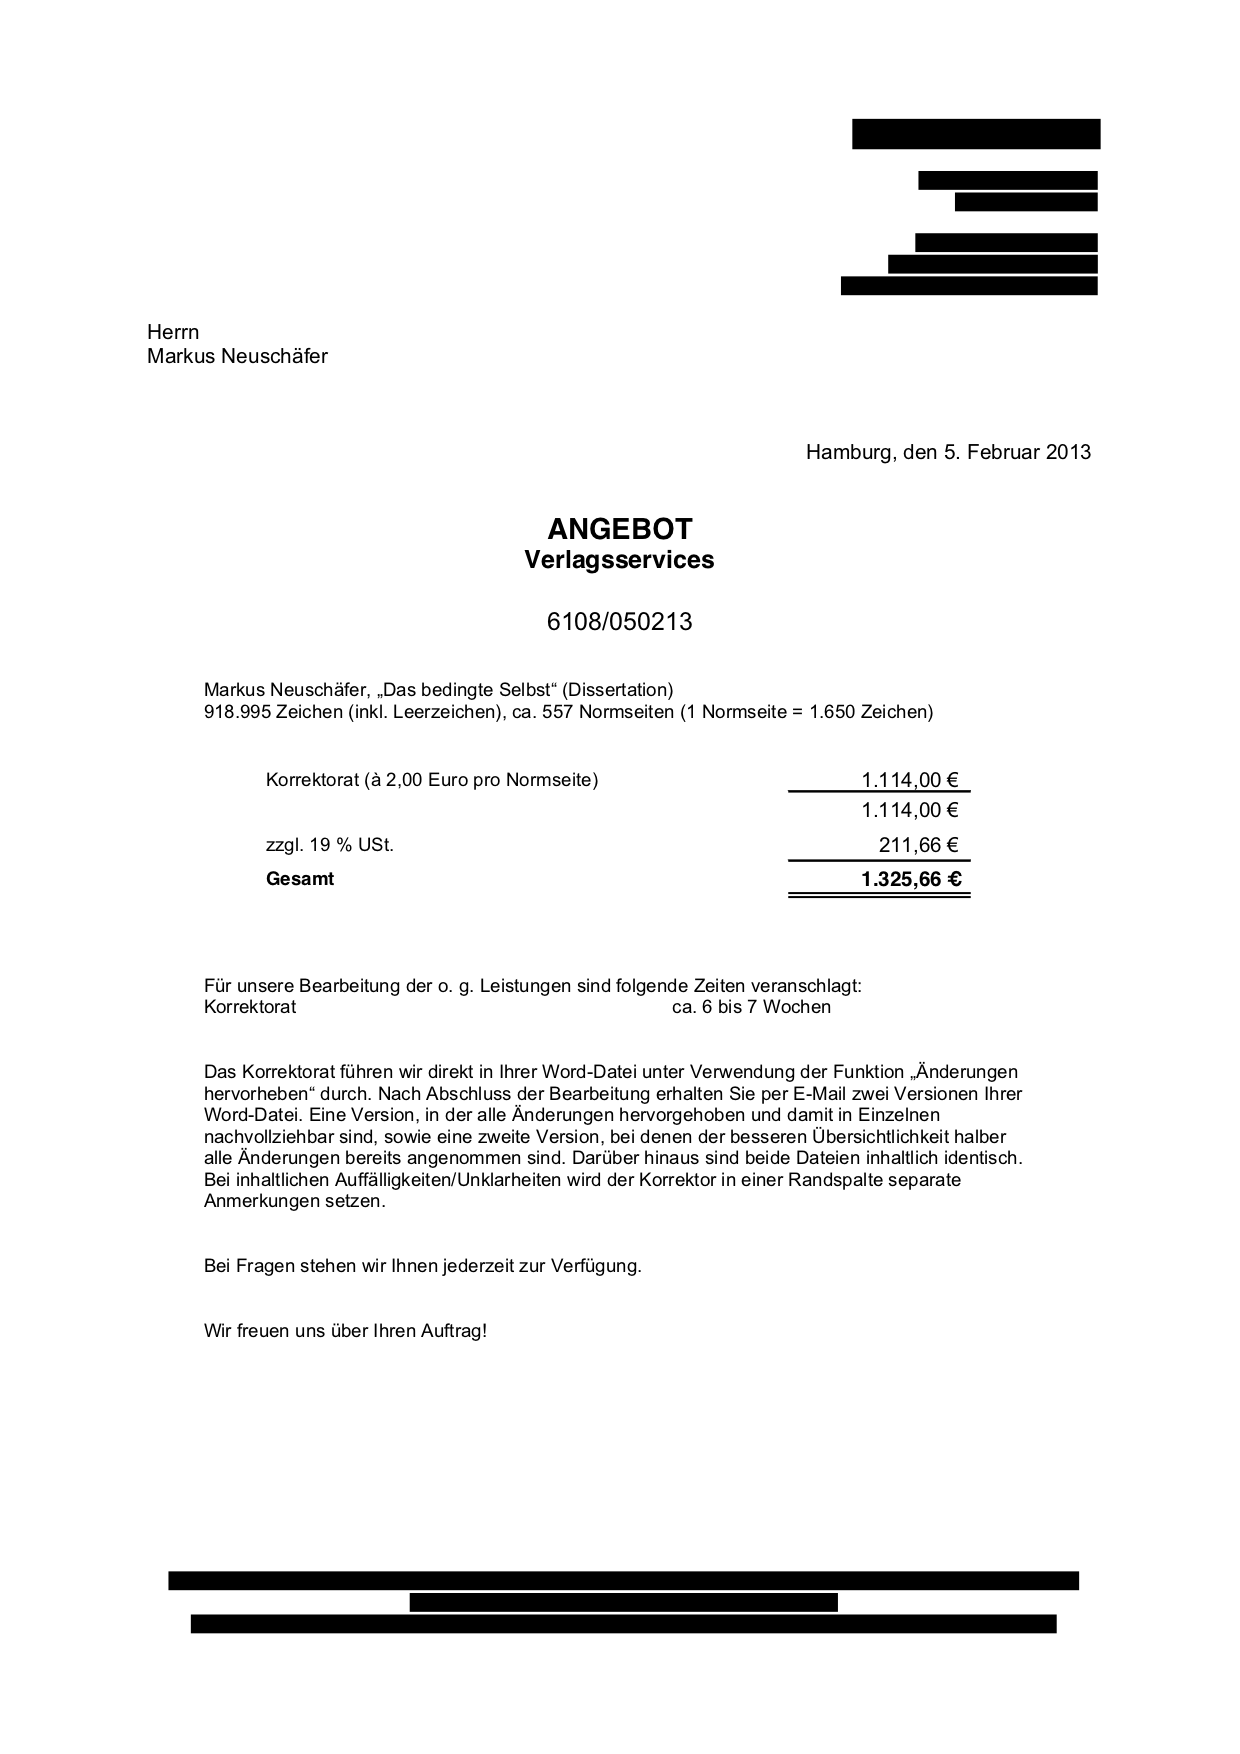 Herrn
Markus Neuschäfer
Hamburg, den 5. Februar 2013
ANGEBOT
Verlagsservices
6108/050213
Markus Neuschäfer, „Das bedingte Selbst“ (Dissertation)
918.995 Zeichen (inkl. Leerzeichen), ca. 557 Normseiten (1 Normseite = 1.650 Zeichen)
Korrektorat (à 2,00 Euro pro Normseite) 1.114,00 €
1.114,00 €
zzgl. 19 % USt. 211,66 €
Gesamt 1.325,66 €
Für unsere Bearbeitung der o. g. Leistungen sind folgende Zeiten veranschlagt:
Korrektorat ca. 6 bis 7 Wochen
Das Korrektorat führen wir direkt in Ihrer Word-Datei unter Verwendung der Funktion „Änderungen
hervorheben“ durch. Nach Abschluss der Bearbeitung erhalten Sie per E-Mail zwei Versionen Ihrer
Word-Datei. Eine Version, in der alle Änderungen hervorgehoben und damit in Einzelnen
nachvollziehbar sind, sowie eine zweite Version, bei denen der besseren Übersichtlichkeit halber
alle Änderungen bereits angenommen sind. Darüber hinaus sind beide Dateien inhaltlich identisch.
Bei inhaltlichen Auffälligkeiten/Unklarheiten wird der Korrektor in einer Randspalte separate
Anmerkungen setzen.
Bei Fragen stehen wir Ihnen jederzeit zur Verfügung.
Wir freuen uns über Ihren Auftrag!